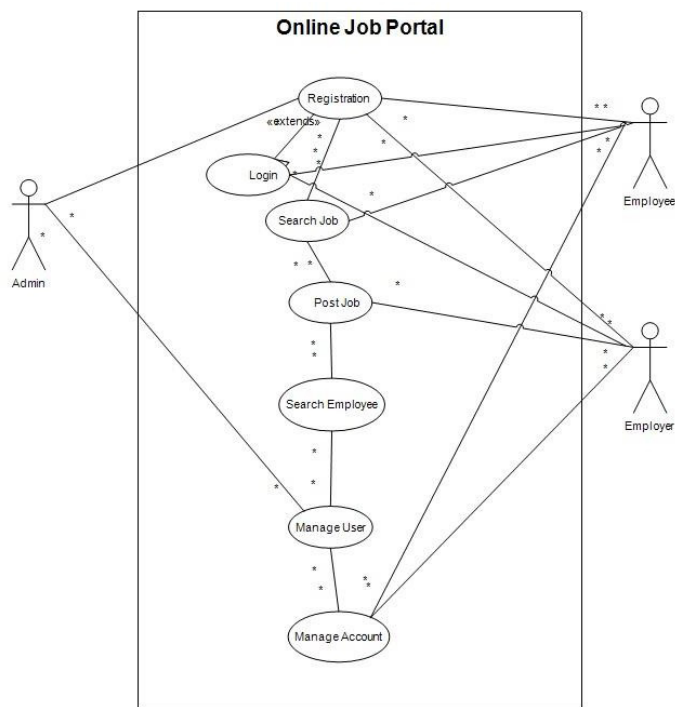 Online Job Portal
Registration
«extends»
* *
*
*
*
*
*
*
*
*
Login
*
*
Employee
Search Job
*
*
Admin
* *
*
Post Job
*
*
*
*
*
*
Search Employee
Employer
*
*
*
Manage User
*
*
*
*
Manage Account